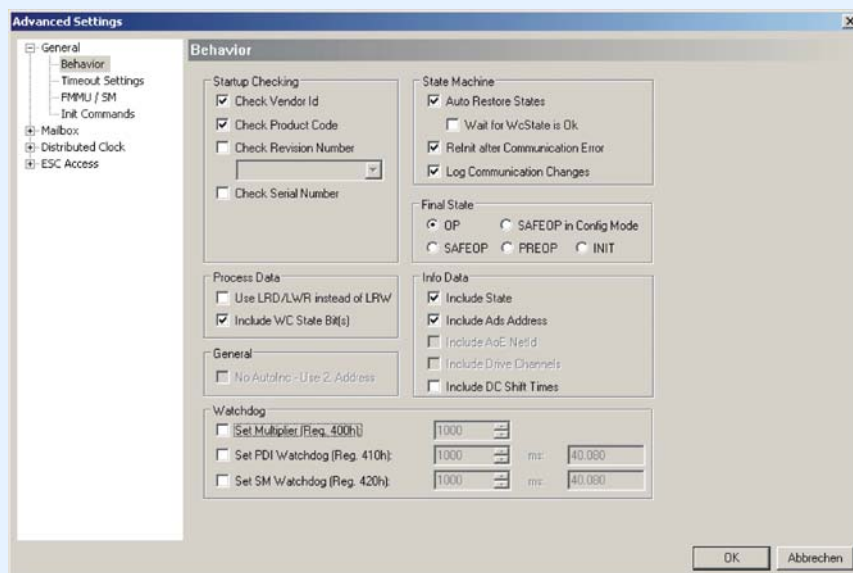 Advanced Settings
General
Behavior
Timeout Settings
FMMU / SM
Init Commands
Mailbox
Distributed Clock
ESC Access
Behavior
Startup Checking
Check Vendor Id
Check Product Code
Check Revision Number
Check Serial Number
State Machine
Auto Restore States
Wait for WcState is Ok
ReInit after Communication Error
Log Communication Changes
Final State
OP SAFEOP in Config Mode
SAFEOP PREOP INIT
Process Data
Use LRD/LWR instead of LRW
Include WC State Bit(s)
General
No AutoInc - Use 2. Address
Info Data
Include State
Include Ads Address
Include AoE NetId
Include Drive Channels
Include DC Shift Times
Watchdog
Set Multiplier (Reg. 400h): 1000
Set PDI Watchdog (Reg. 410h): 1000 ms: 40.080
Set SM Watchdog (Reg. 420h): 1000 ms: 40.080
OK Abbrechen